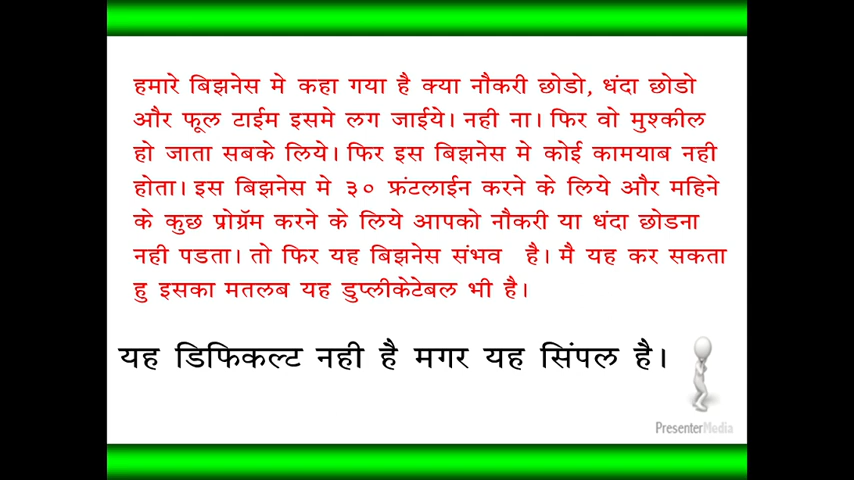 हमारे बिझनेस मे कहा गया है क्या नौकरी छोडो, धंदा छोडो
और फूल टाईम इसमे लग जाईये। नही ना। फिर वो मुश्कील
हो जाता सबके लिये। फिर इस बिझनेस मे कोई कामयाब नही
होता। इस बिझनेस मे ३० फ्रंटलाईन करने के लिये और महिने
के कुछ प्रोग्रॅम करने के लिये आपको नौकरी या धंदा छोडना
नही पडता। तो फिर यह बिझनेस संभव है। मै यह कर सकता
हु इसका मतलब यह डुप्लीकेटेबल भी है।
यह डिफिकल्ट नही है मगर यह सिंपल है।
PresenterMedia